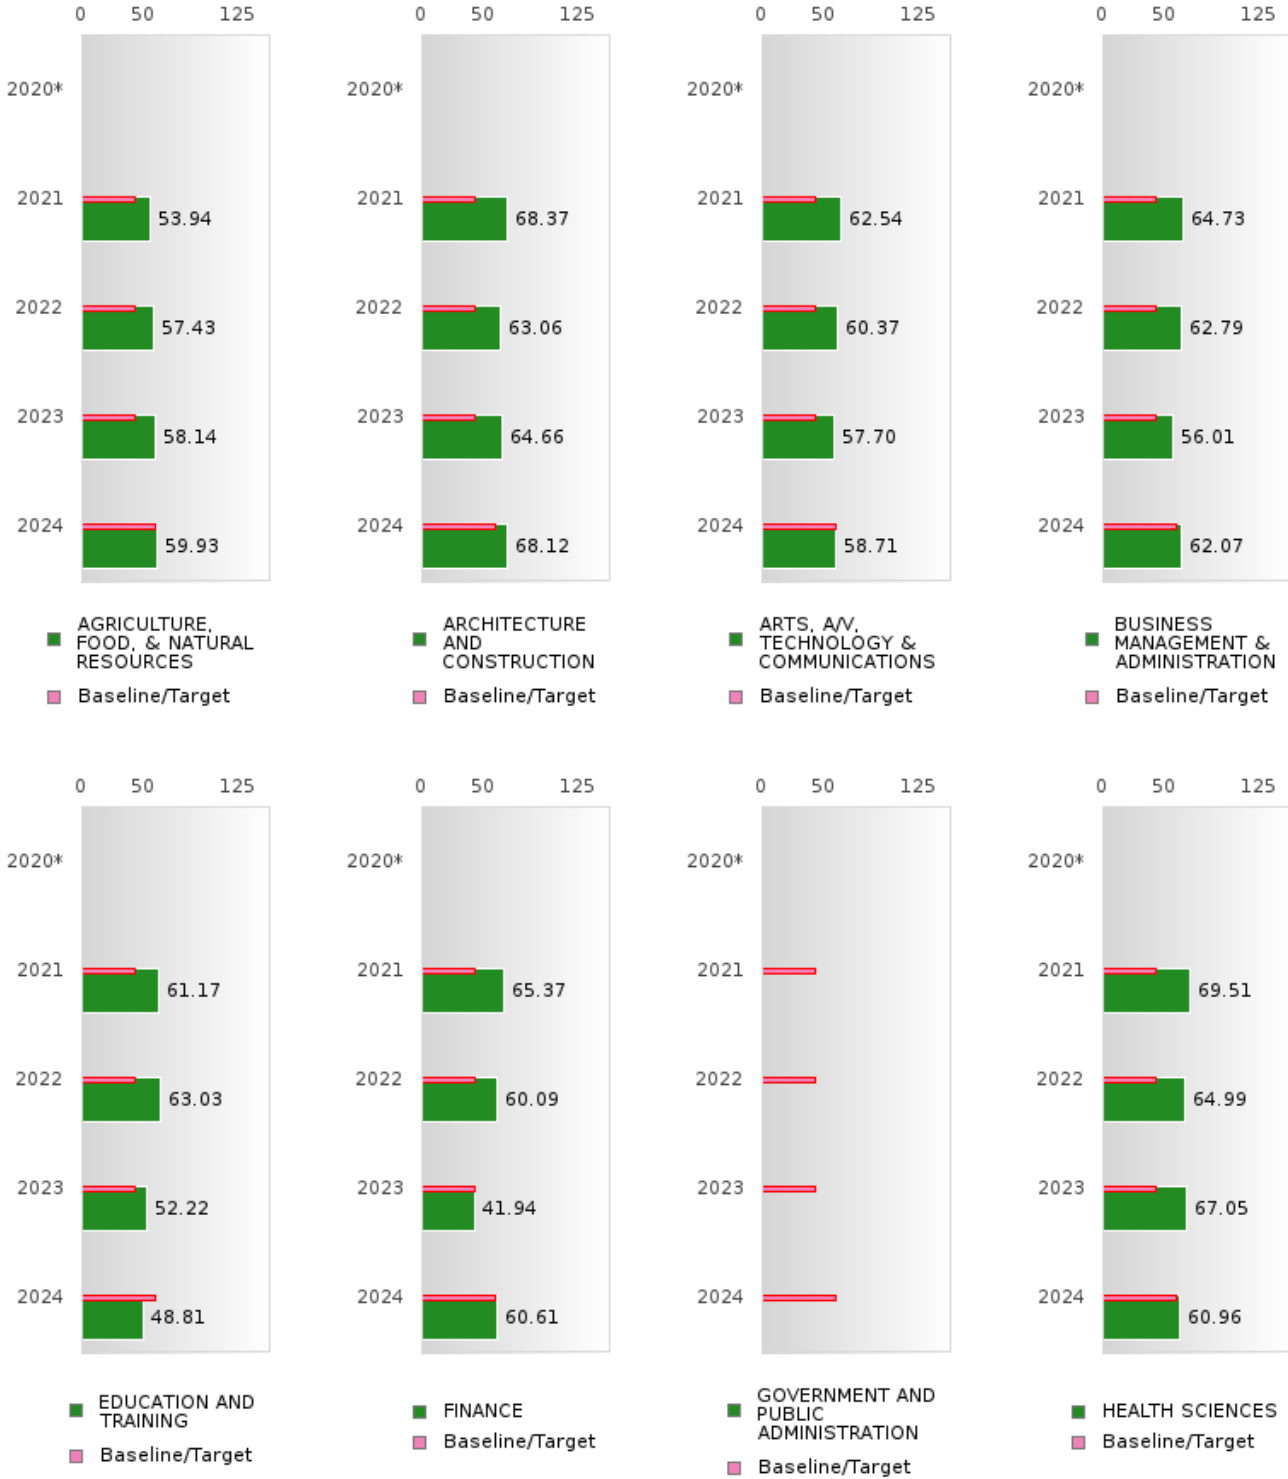 0 50 125 0 50 125 0 50 125 0 50 125
2020* 2020* 2020* 2020*
2021 53.94 2021 68.37 2021 62.54 2021 64.73
2022 57.43 2022 63.06 2022 60.37 2022 62.79
2023 58.14 2023 64.66 2023 57.70 2023 56.01
2024 59.93 2024 68.12 2024 58.71 2024 62.07
AGRICULTURE,
FOOD, & NATURAL
RESOURCES
Baseline/Target
ARCHITECTURE
AND
CONSTRUCTION
Baseline/Target
ARTS, A/V,
TECHNOLOGY &
COMMUNICATIONS
Baseline/Target
BUSINESS
MANAGEMENT &
ADMINISTRATION
Baseline/Target
0 50 125 0 50 125 0 50 125 0 50 125
2020* 2020* 2020* 2020*
2021 61.17 2021 65.37 2021 2021 69.51
2022 63.03 2022 60.09 2022 2022 64.99
2023 52.22 2023 41.94 2023 2023 67.05
2024 48.81 2024 60.61 2024 2024 60.96
EDUCATION AND
TRAINING
Baseline/Target
FINANCE
Baseline/Target
GOVERNMENT AND
PUBLIC
ADMINISTRATION
Baseline/Target
HEALTH SCIENCES
Baseline/Target